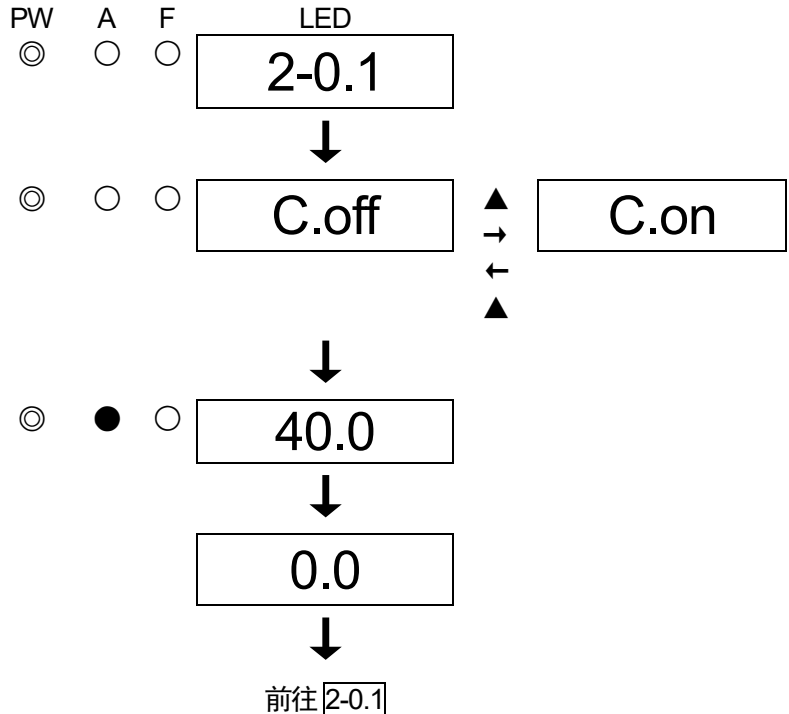 PW A F LED
◎ ○ ○ 2-0.1
↓
◎ ○ ○ C.off ▲ C.on
→
←
▲
↓
◎ ● ○ 40.0
↓
0.0
↓
前往 2-0.1